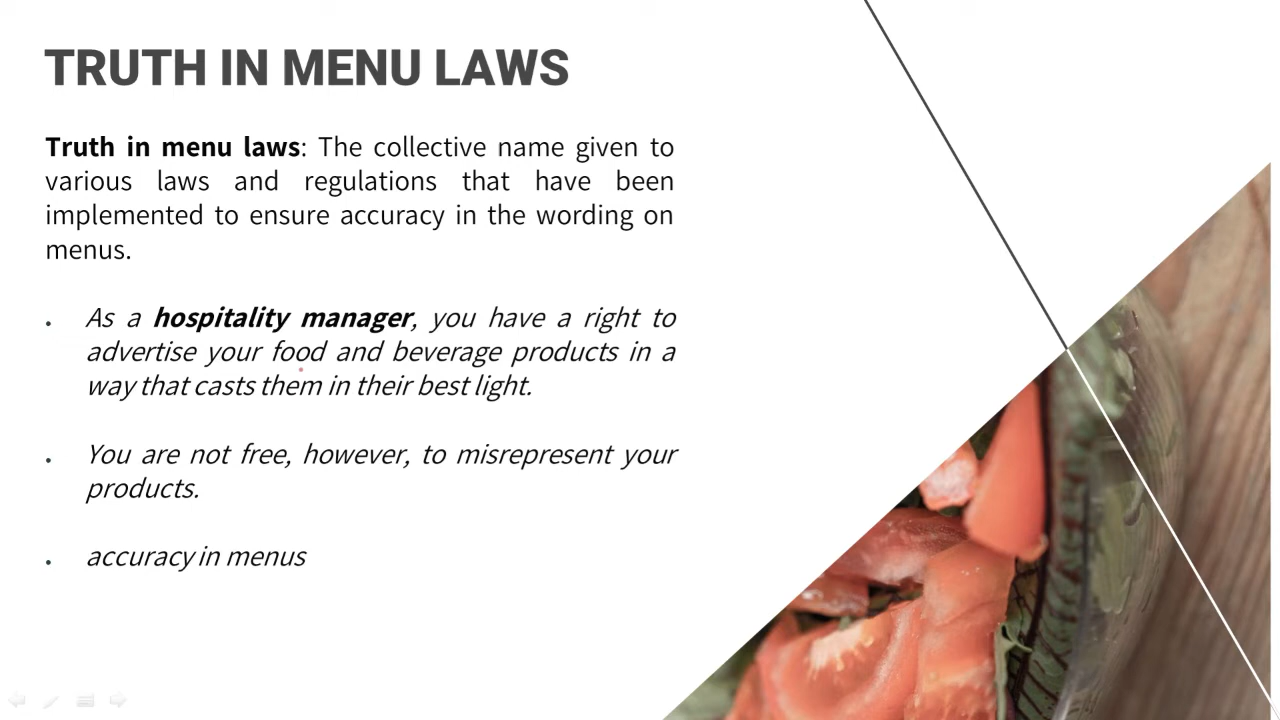 TRUTH IN MENU LAWS
Truth in menu laws: The collective name given to
various laws and regulations that have been
implemented to ensure accuracy in the wording on
menus.
• As a hospitality manager, you have a right to
advertise your food and beverage products in a
way that casts them in their best light.
• You are not free, however, to misrepresent your
products.
• accuracy in menus